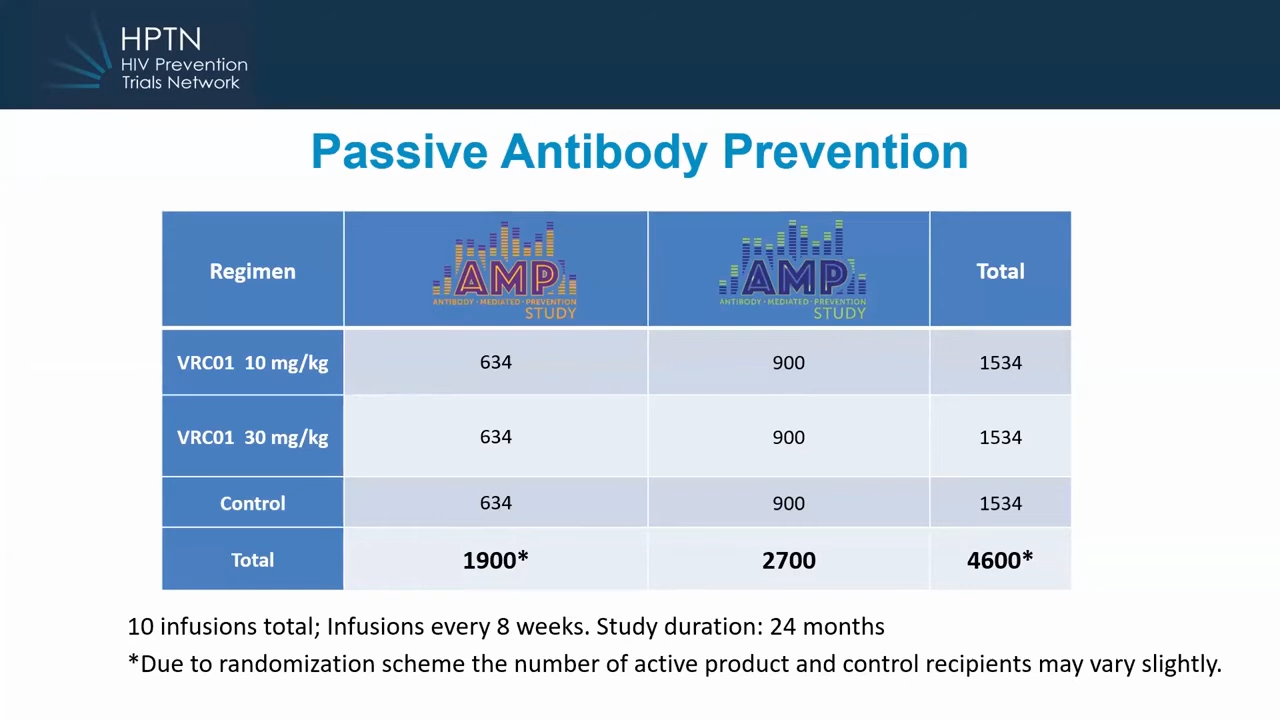 HPTN
HIV Prevention
Trials Network
Passive Antibody Prevention
Regimen
AMP
ANTIBODY • MEDIATED • PREVENTION
STUDY
AMP
ANTIBODY • MEDIATED • PREVENTION
STUDY
Total
VRC01 10 mg/kg 634 900 1534
VRC01 30 mg/kg 634 900 1534
Control 634 900 1534
Total 1900* 2700 4600*
10 infusions total; Infusions every 8 weeks. Study duration: 24 months
*Due to randomization scheme the number of active product and control recipients may vary slightly.